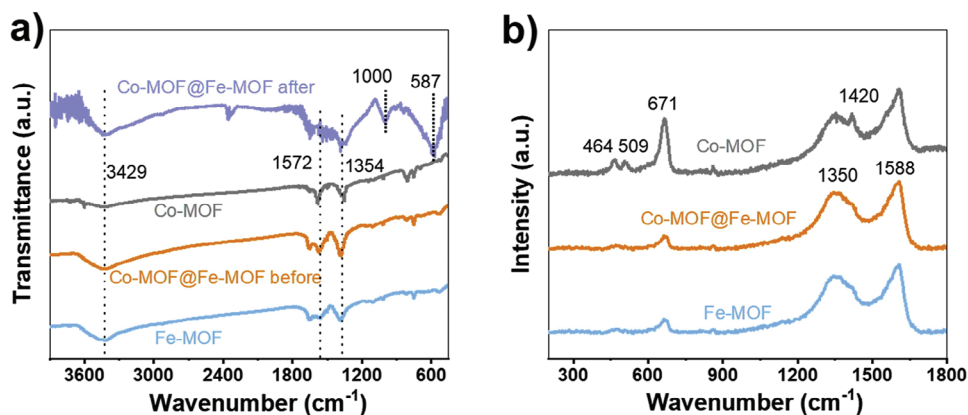 a)
Transmittance (a.u.)
Co-MOF@Fe-MOF after
1000
587
3429
1572
1354
Co-MOF
Co-MOF@Fe-MOF before
Fe-MOF
3900 3000 2400 1800 1200 600
Wavenumber (cm⁻¹)
b)
Intensity (a.u.)
671
1420
464 509
Co-MOF
1350
1588
Co-MOF@Fe-MOF
Fe-MOF
300 600 900 1200 1500 1800
Wavenumber (cm⁻¹)